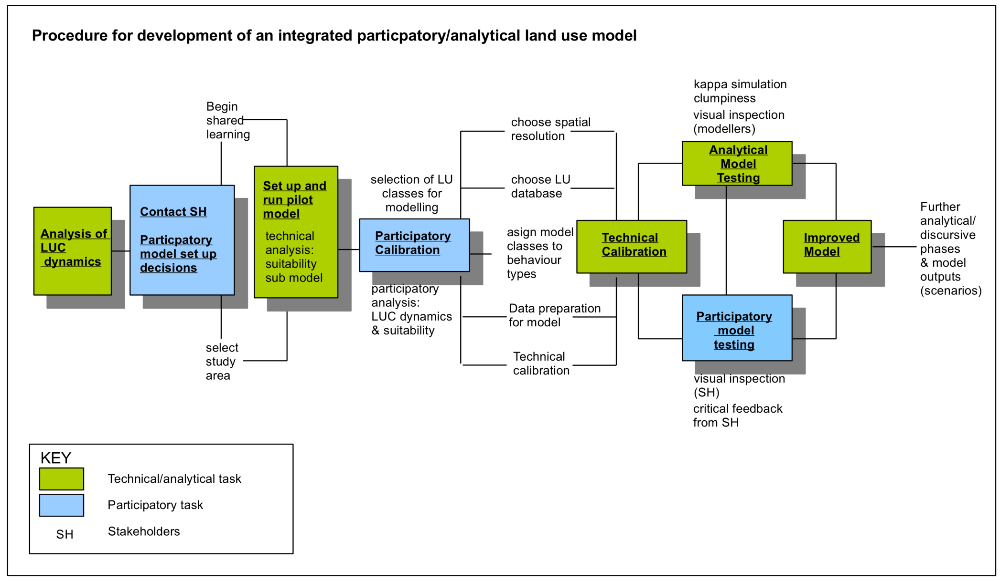 Procedure for development of an integrated particpatory/analytical land use model
Analysis of
LUC
dynamics
Contact SH
Particpatory
model set up
decisions
Begin
shared
learning
select
study
area
Set up and
run pilot
model
technical
analysis:
suitability
sub model
selection of LU
classes for
modelling
Participatory
Calibration
participatory
analysis:
LUC dynamics
& suitability
choose spatial
resolution
choose LU
database
asign model
classes to
behaviour
types
Data preparation
for model
Technical
calibration
Technical
Calibration
kappa simulation
clumpiness
visual inspection
(modellers)
Analytical
Model
Testing
Participatory
model
testing
visual inspection
(SH)
critical feedback
from SH
Improved
Model
Further
analytical/
discursive
phases
& model
outputs
(scenarios)
KEY
Technical/analytical task
Participatory task
SH Stakeholders